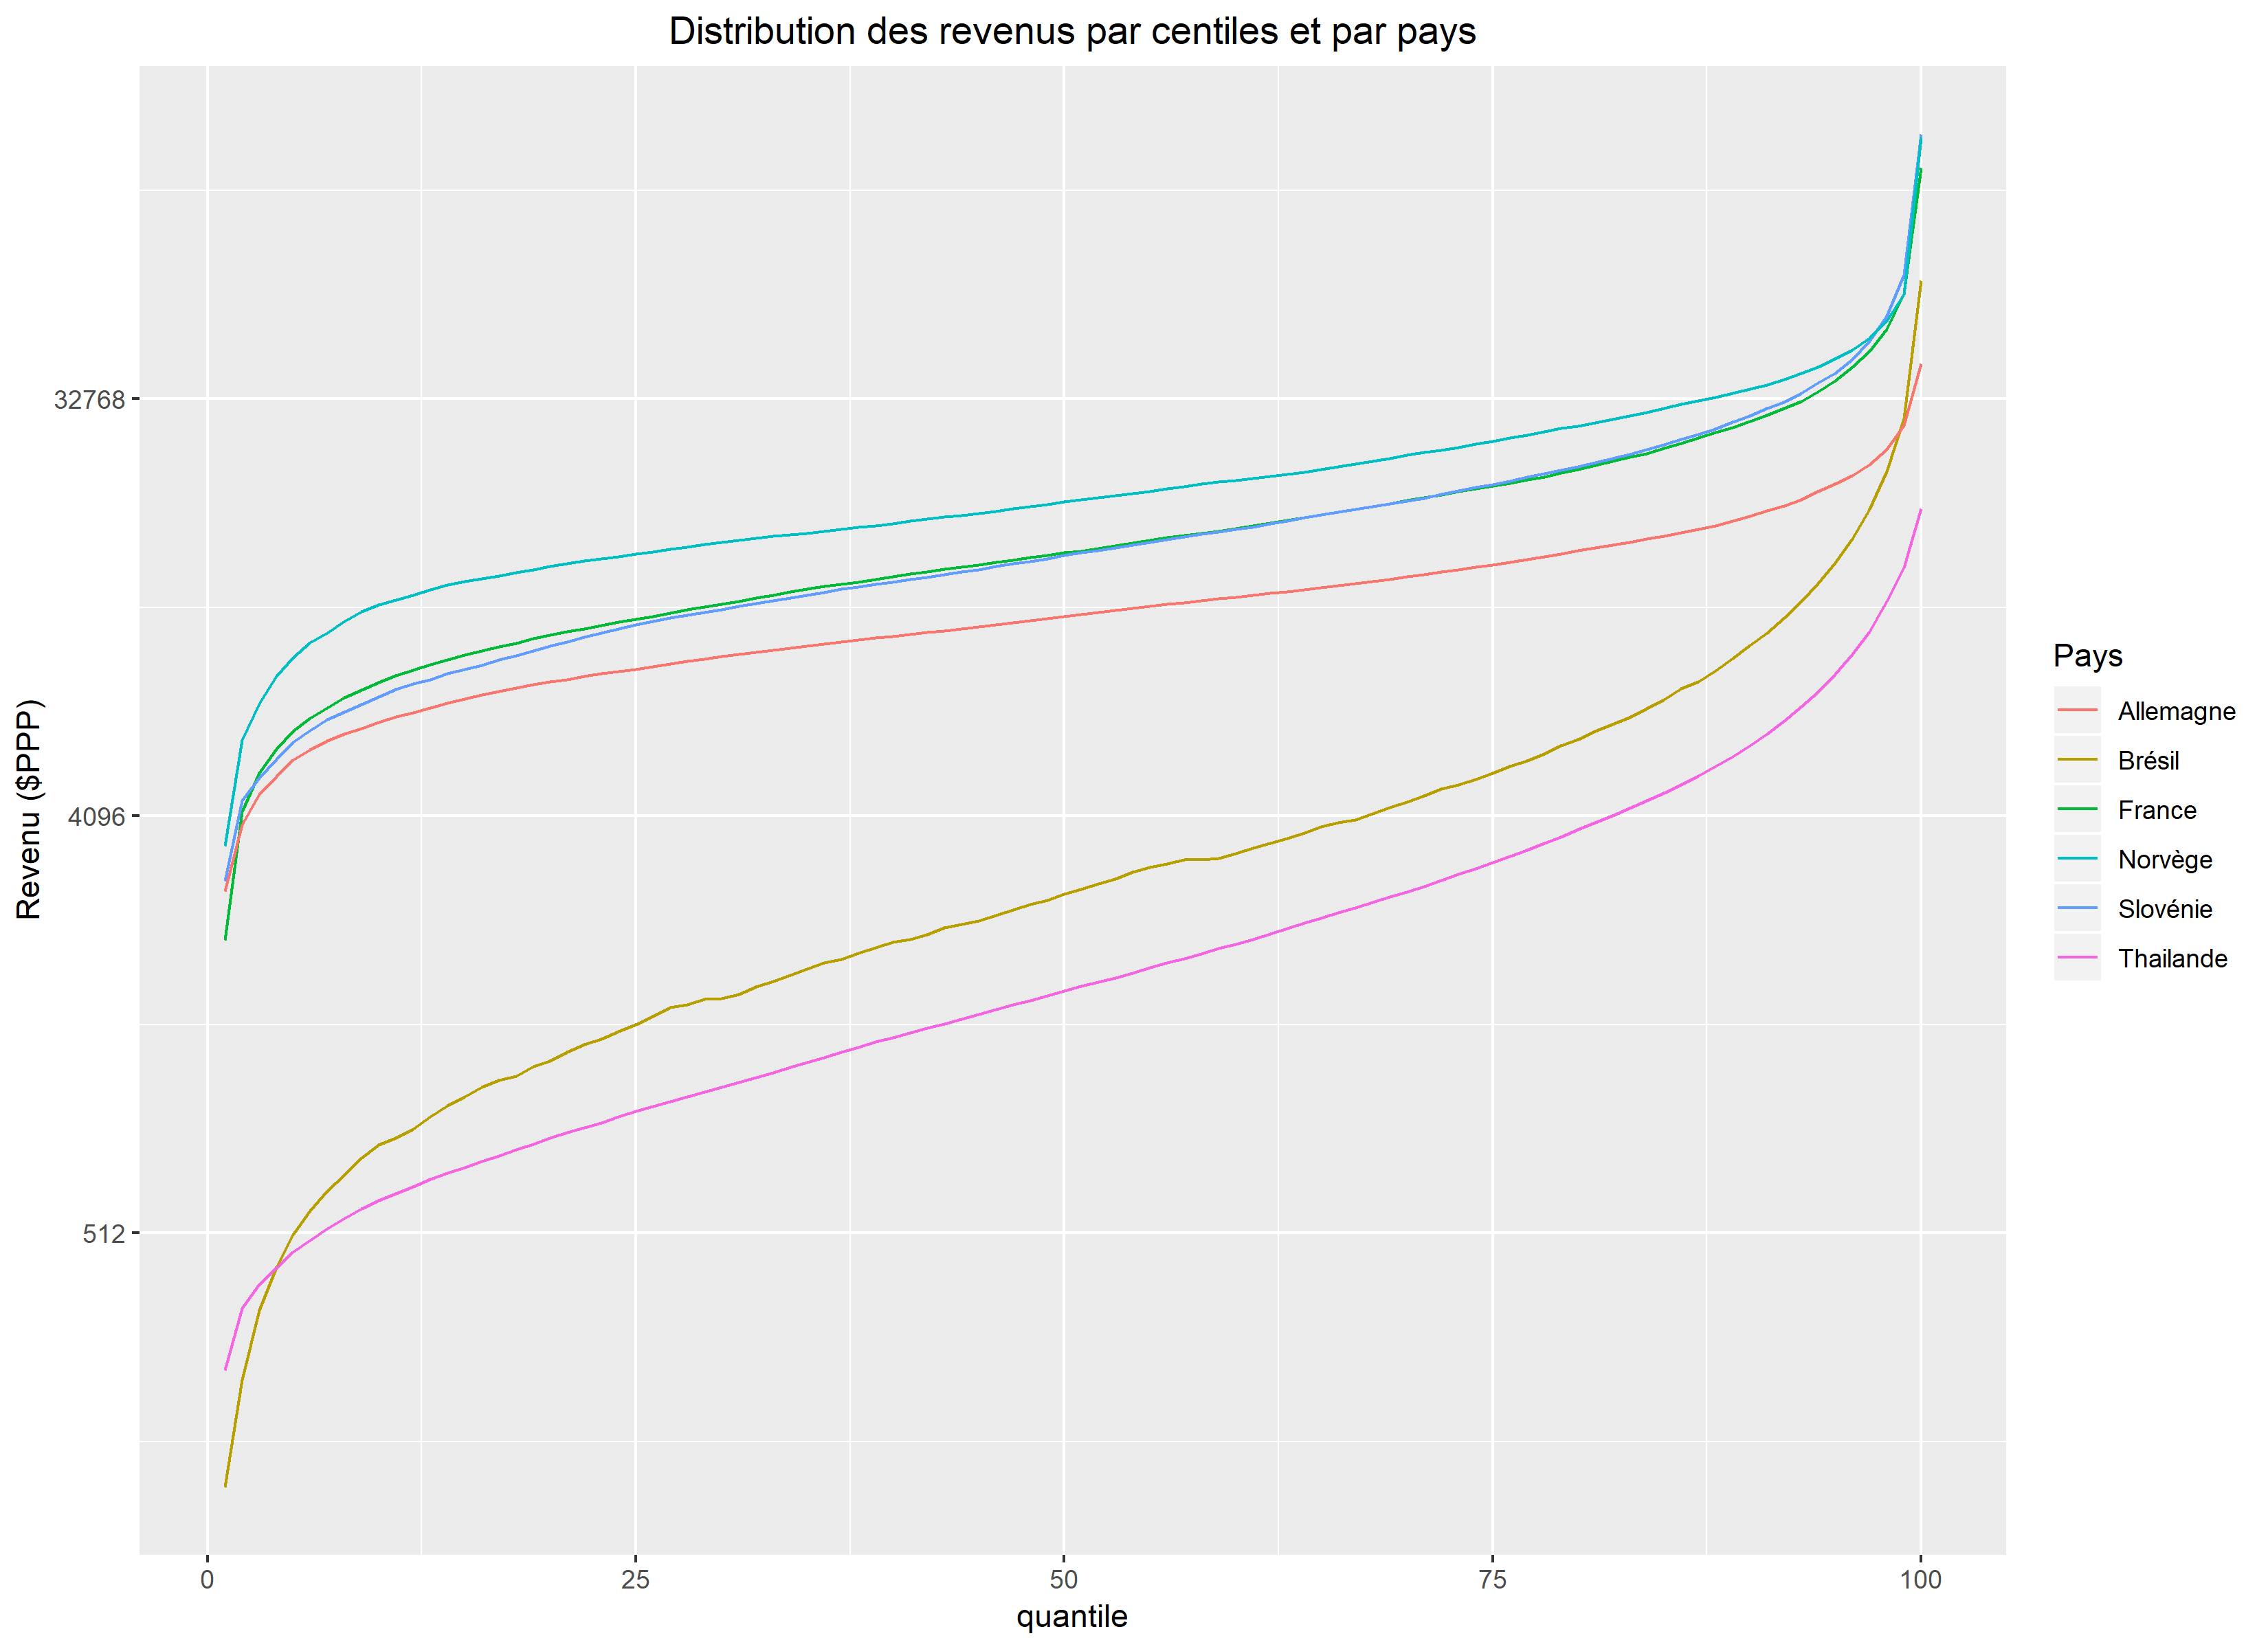 Distribution des revenus par centiles et par pays
Revenu ($PPP)
32768
4096
512
0 25 50 75 100
quantile
Pays
Allemagne
Brésil
France
Norvège
Slovénie
Thailande